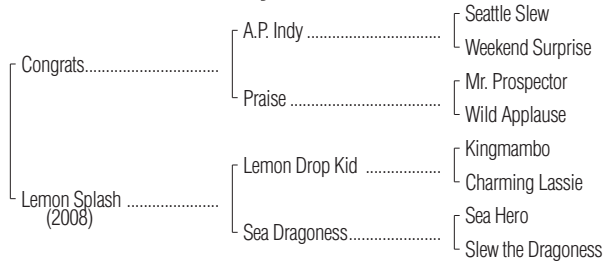 Seattle Slew
A.P. Indy ................................
Weekend Surprise
Congrats................................
Mr. Prospector
Praise ....................................
Wild Applause
Kingmambo
Lemon Drop Kid ..................
Charming Lassie
Lemon Splash ......................
(2008)
Sea Hero
Sea Dragoness......................
Slew the Dragoness